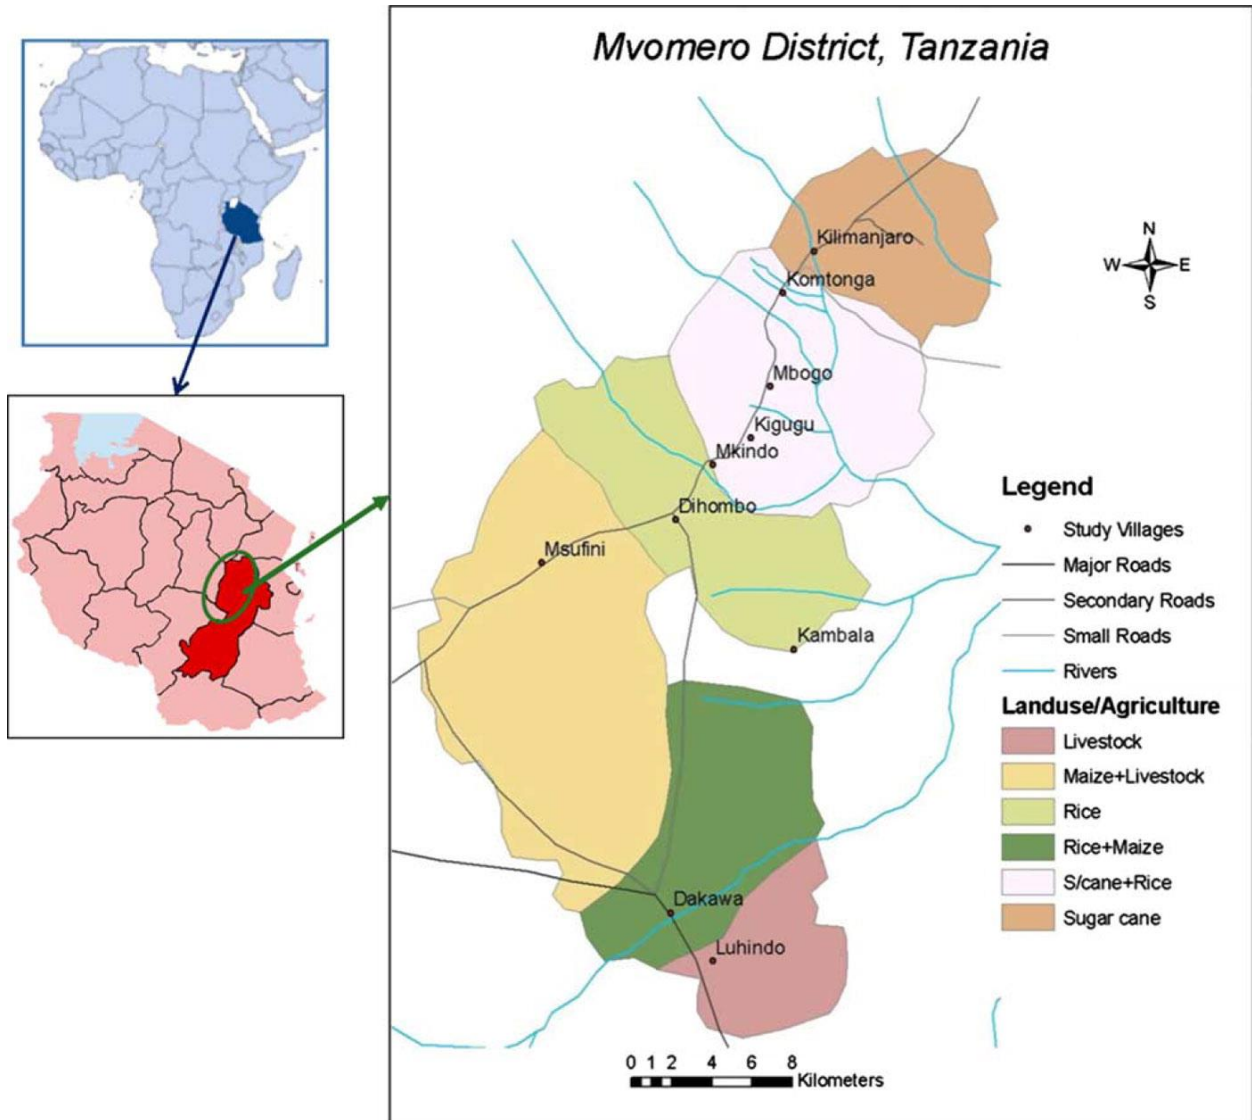 Mvomero District, Tanzania
N
W E
S
Kilimanjaro
Komtonga
Mbogo
Kigugu
Mkindo
Dihombo
Msufini
Kambala
Dakawa
Luhindo
Legend
Study Villages
Major Roads
Secondary Roads
Small Roads
Rivers
Landuse/Agriculture
Livestock
Maize+Livestock
Rice
Rice+Maize
S/cane+Rice
Sugar cane
0 1 2 4 6 8
Kilometers